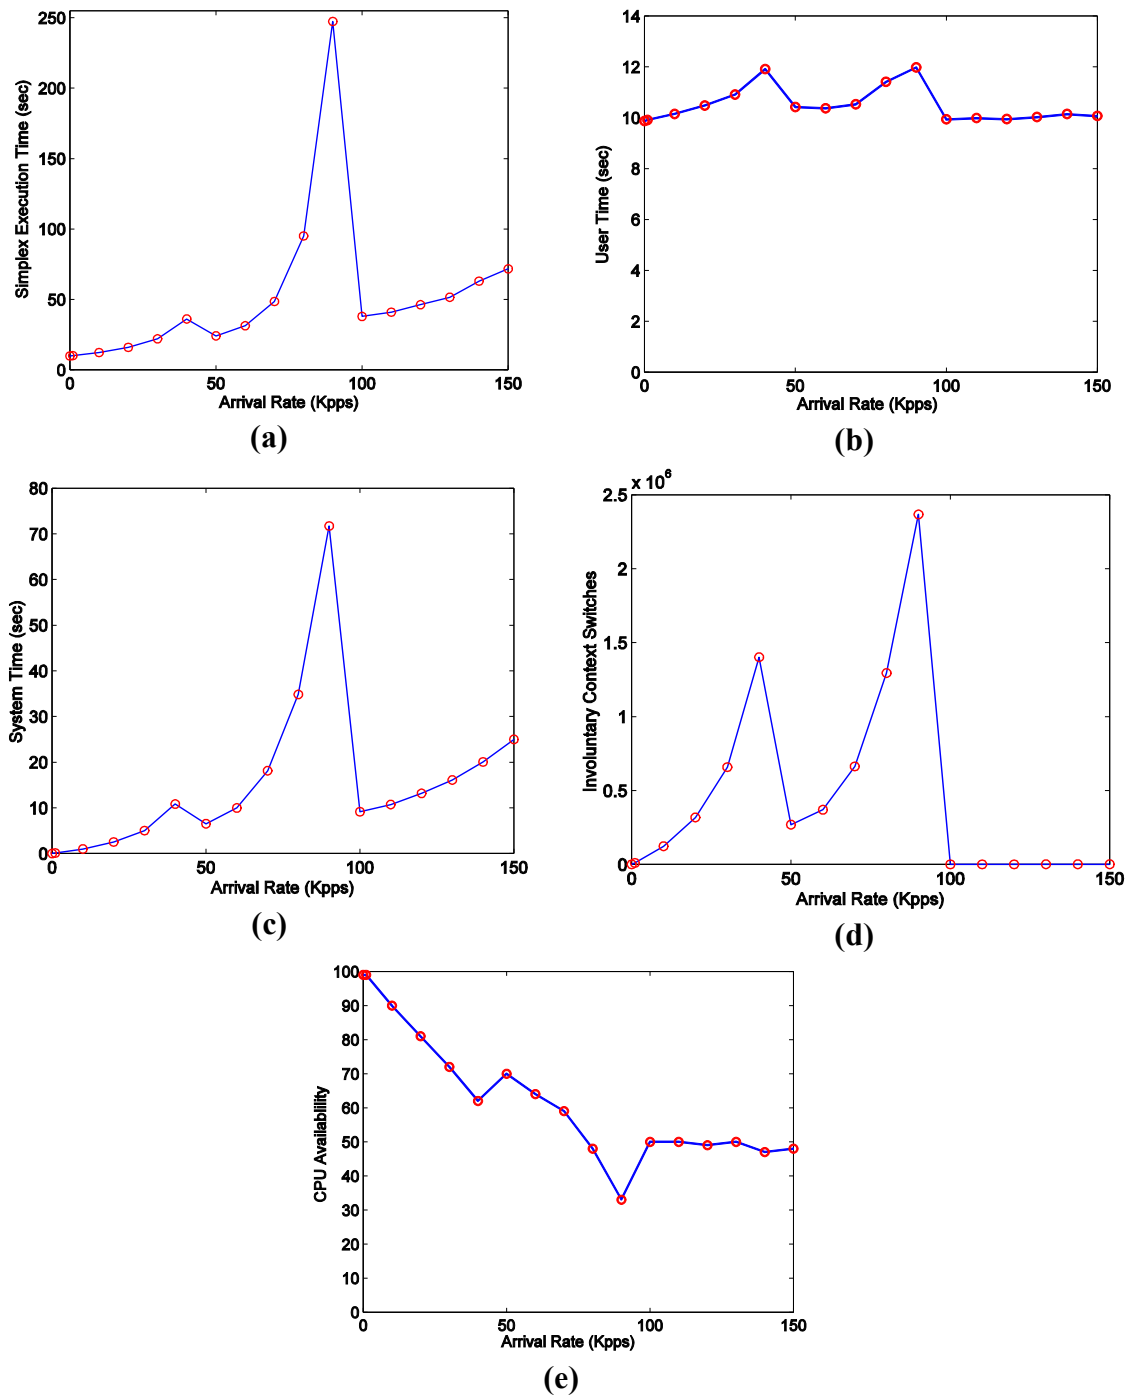 250
200
150
100
50
0
Simplex Execution Time (sec)
0 50 100 150
Arrival Rate (Kpps)
(a)
14
12
10
8
6
4
2
0
User Time (sec)
0 50 100 150
Arrival Rate (Kpps)
(b)
80
70
60
50
40
30
20
10
0
System Time (sec)
0 50 100 150
Arrival Rate (Kpps)
(c)
x 10^6
2.5
2
1.5
1
0.5
0
Involuntary Context Switches
0 50 100 150
Arrival Rate (Kpps)
(d)
100
90
80
70
60
50
40
30
20
10
0
CPU Availablility
0 50 100 150
Arrival Rate (Kpps)
(e)